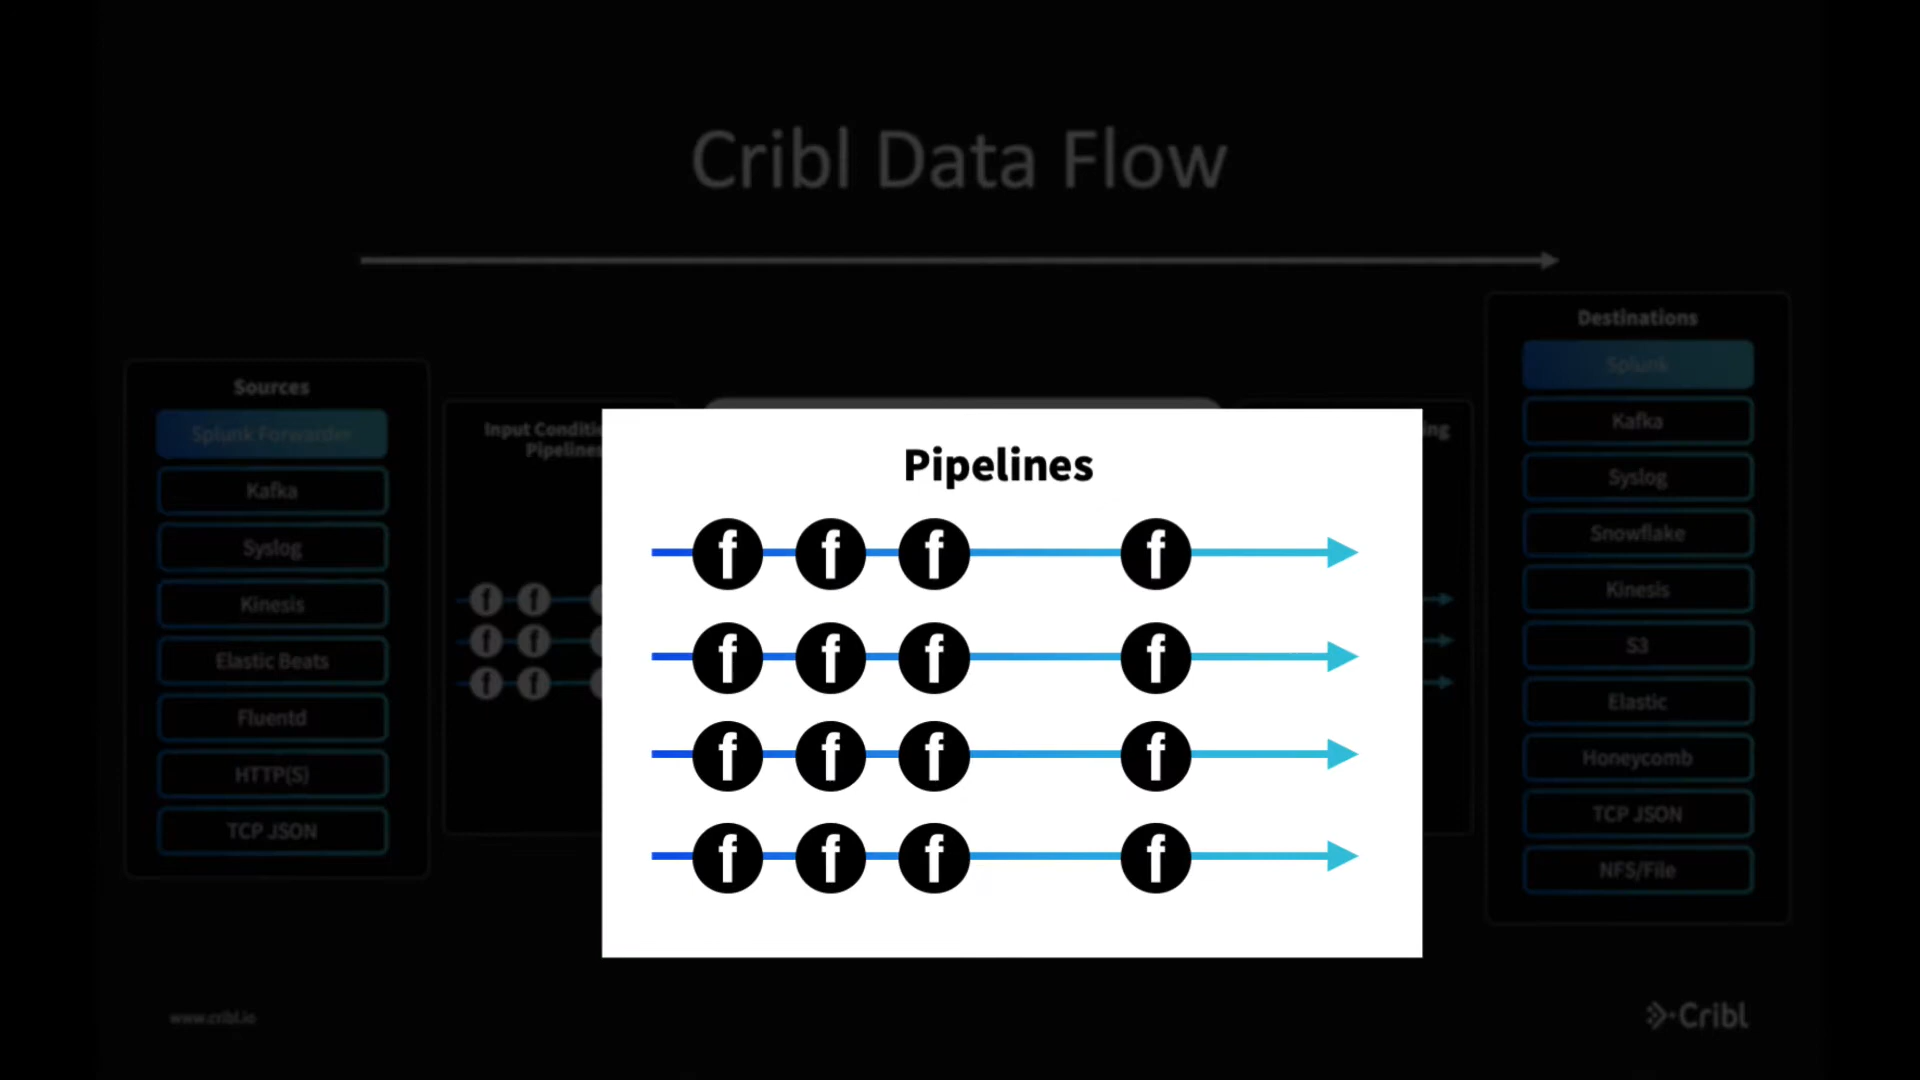 Cribl Data Flow
Sources
Splunk Forwarder
Kafka
Syslog
Kinesis
Elastic Beats
Fluentd
HTTP(S)
TCP JSON
Input
Pipelines
f f
f f
f f
Pipelines
f f f f
f f f f
f f f f
f f f f
Destinations
Splunk
Kafka
Syslog
Snowflake
Kinesis
S3
Elastic
Honeycomb
TCP JSON
NFS/File
www.cribl.io
Cribl